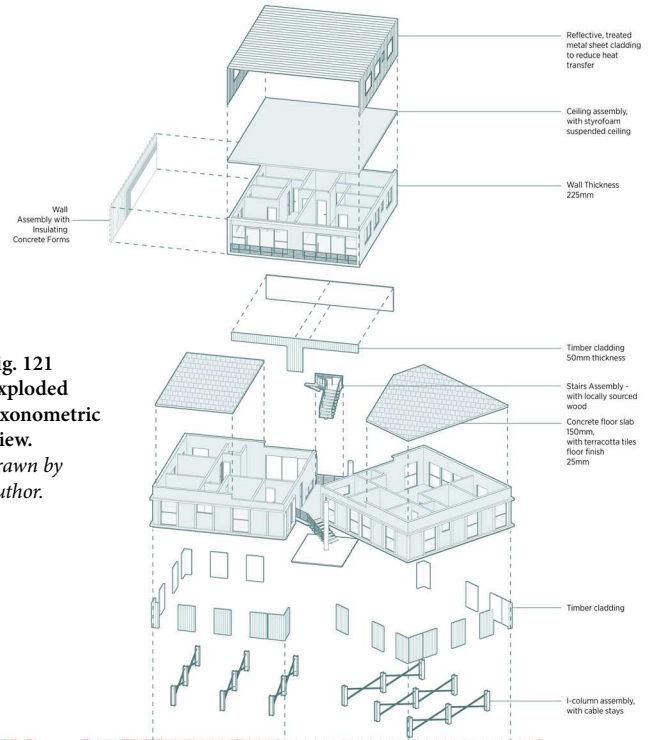 Reflective, treated
metal sheet cladding
to reduce heat
transfer
Ceiling assembly,
with styrofoam
suspended ceiling
Wall Thickness
225mm
Wall
Assembly with
Insulating
Concrete Forms
Timber cladding
50mm thickness
Stairs Assembly -
with locally sourced
wood
Concrete floor slab
150mm,
with terracotta tiles
floor finish
25mm
ig. 121
xploded
xonometric
iew.
rawn by
uthor.
Timber cladding
I-column assembly,
with cable stays